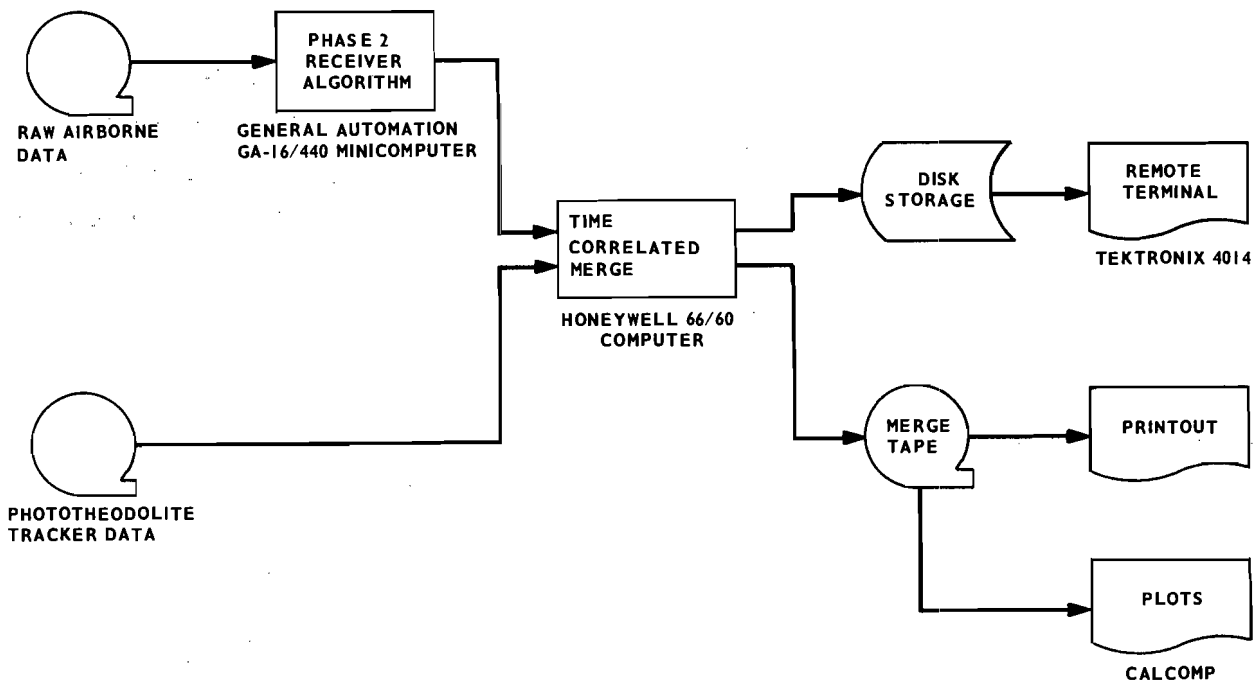 PHASE 2
RECEIVER
ALGORITHM
RAW AIRBORNE
DATA
GENERAL AUTOMATION
GA-16/440 MINICOMPUTER
TIME
CORRELATED
MERGE
HONEYWELL 66/60
COMPUTER
DISK
STORAGE
REMOTE
TERMINAL
TEKTRONIX 4014
PHOTOTHEODOLITE
TRACKER DATA
MERGE
TAPE
PRINTOUT
PLOTS
CALCOMP